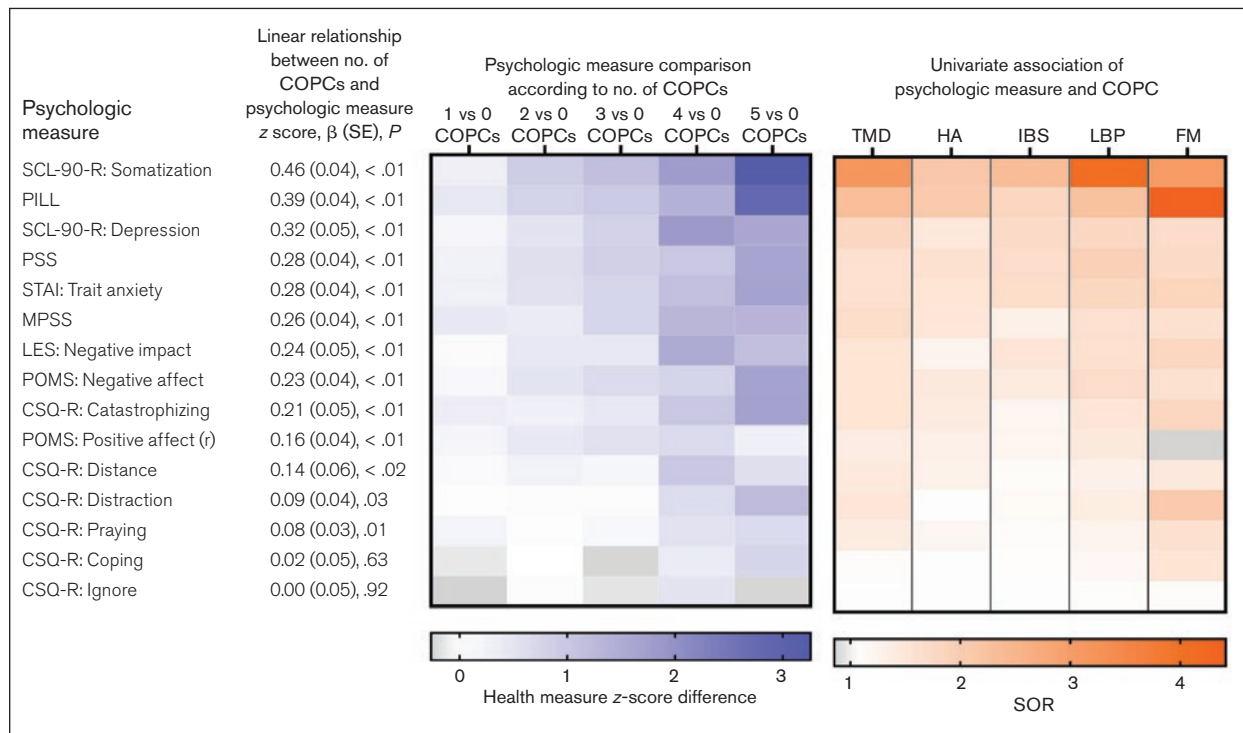 Psychologic
measure
Linear relationship
between no. of
COPCs and
psychologic measure
z score, β (SE), P
Psychologic measure comparison
according to no. of COPCs
1 vs 0 2 vs 0 3 vs 0 4 vs 0 5 vs 0
COPCs COPCs COPCs COPCs COPCs
Univariate association of
psychologic measure and COPC
TMD HA IBS LBP FM
SCL-90-R: Somatization 0.46 (0.04), < .01
PILL 0.39 (0.04), < .01
SCL-90-R: Depression 0.32 (0.05), < .01
PSS 0.28 (0.04), < .01
STAI: Trait anxiety 0.28 (0.04), < .01
MPSS 0.26 (0.04), < .01
LES: Negative impact 0.24 (0.05), < .01
POMS: Negative affect 0.23 (0.04), < .01
CSQ-R: Catastrophizing 0.21 (0.05), < .01
POMS: Positive affect (r) 0.16 (0.04), < .01
CSQ-R: Distance 0.14 (0.06), < .02
CSQ-R: Distraction 0.09 (0.04), .03
CSQ-R: Praying 0.08 (0.03), .01
CSQ-R: Coping 0.02 (0.05), .63
CSQ-R: Ignore 0.00 (0.05), .92
0 1 2 3
Health measure z-score difference
1 2 3 4
SOR